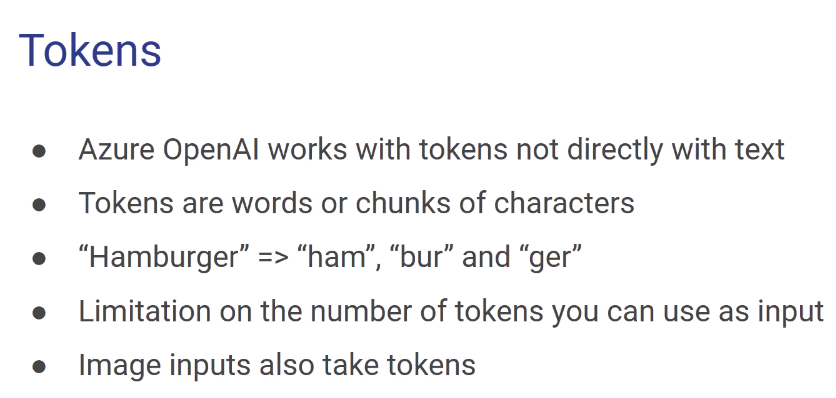 Tokens
● Azure OpenAI works with tokens not directly with text
● Tokens are words or chunks of characters
● “Hamburger” => “ham”, “bur” and “ger”
● Limitation on the number of tokens you can use as input
● Image inputs also take tokens